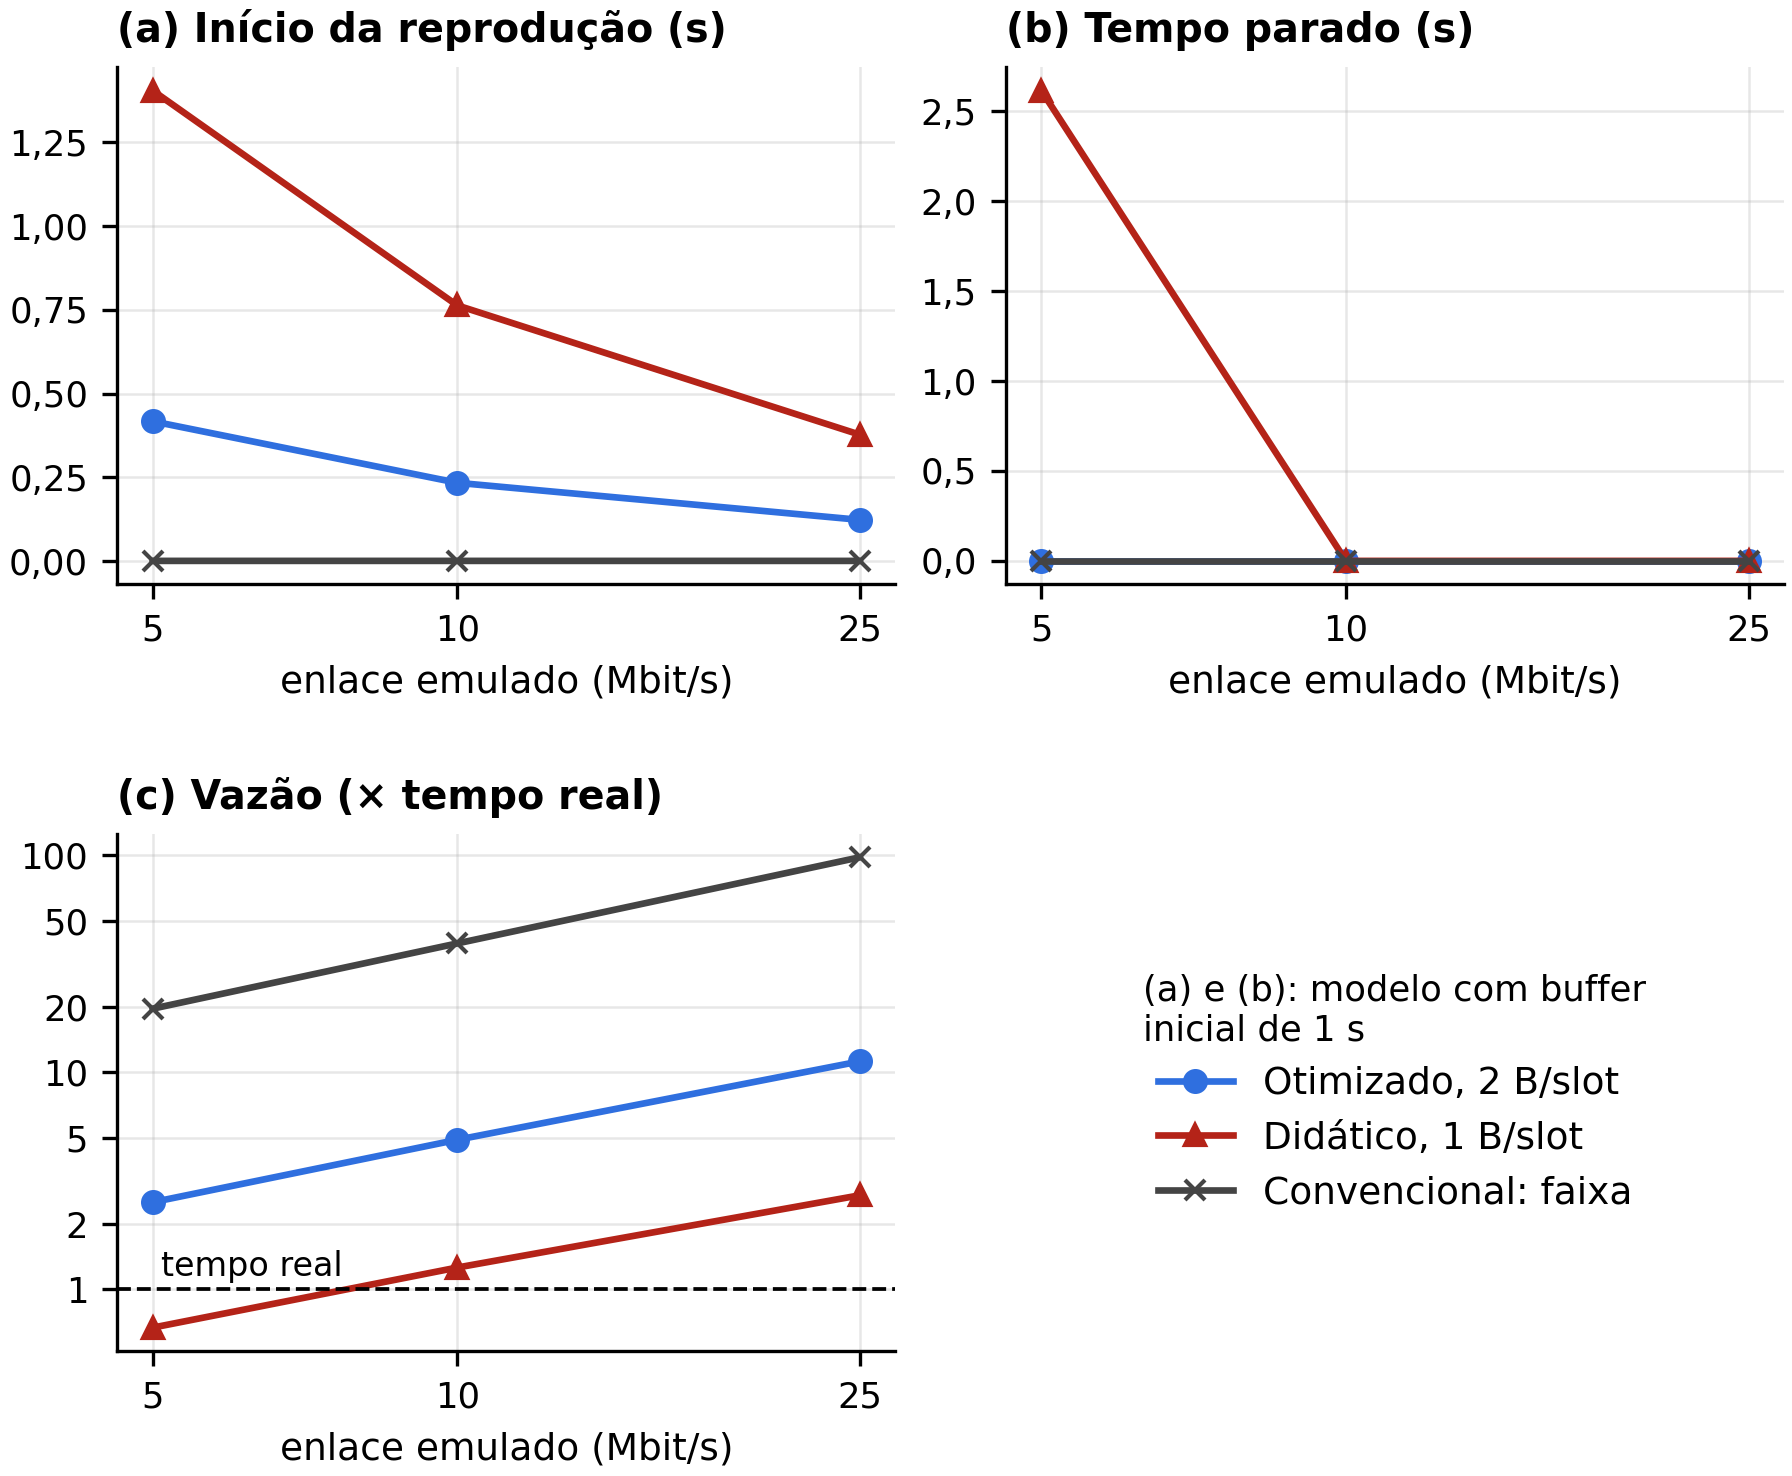 (a) Início da reprodução (s)
1,25
1,00
0,75
0,50
0,25
0,00
5 10 25
enlace emulado (Mbit/s)
(b) Tempo parado (s)
2,5
2,0
1,5
1,0
0,5
0,0
5 10 25
enlace emulado (Mbit/s)
(c) Vazão (× tempo real)
100
50
20
10
5
2
tempo real
1
5 10 25
enlace emulado (Mbit/s)
(a) e (b): modelo com buffer
inicial de 1 s
Otimizado, 2 B/slot
Didático, 1 B/slot
Convencional: faixa